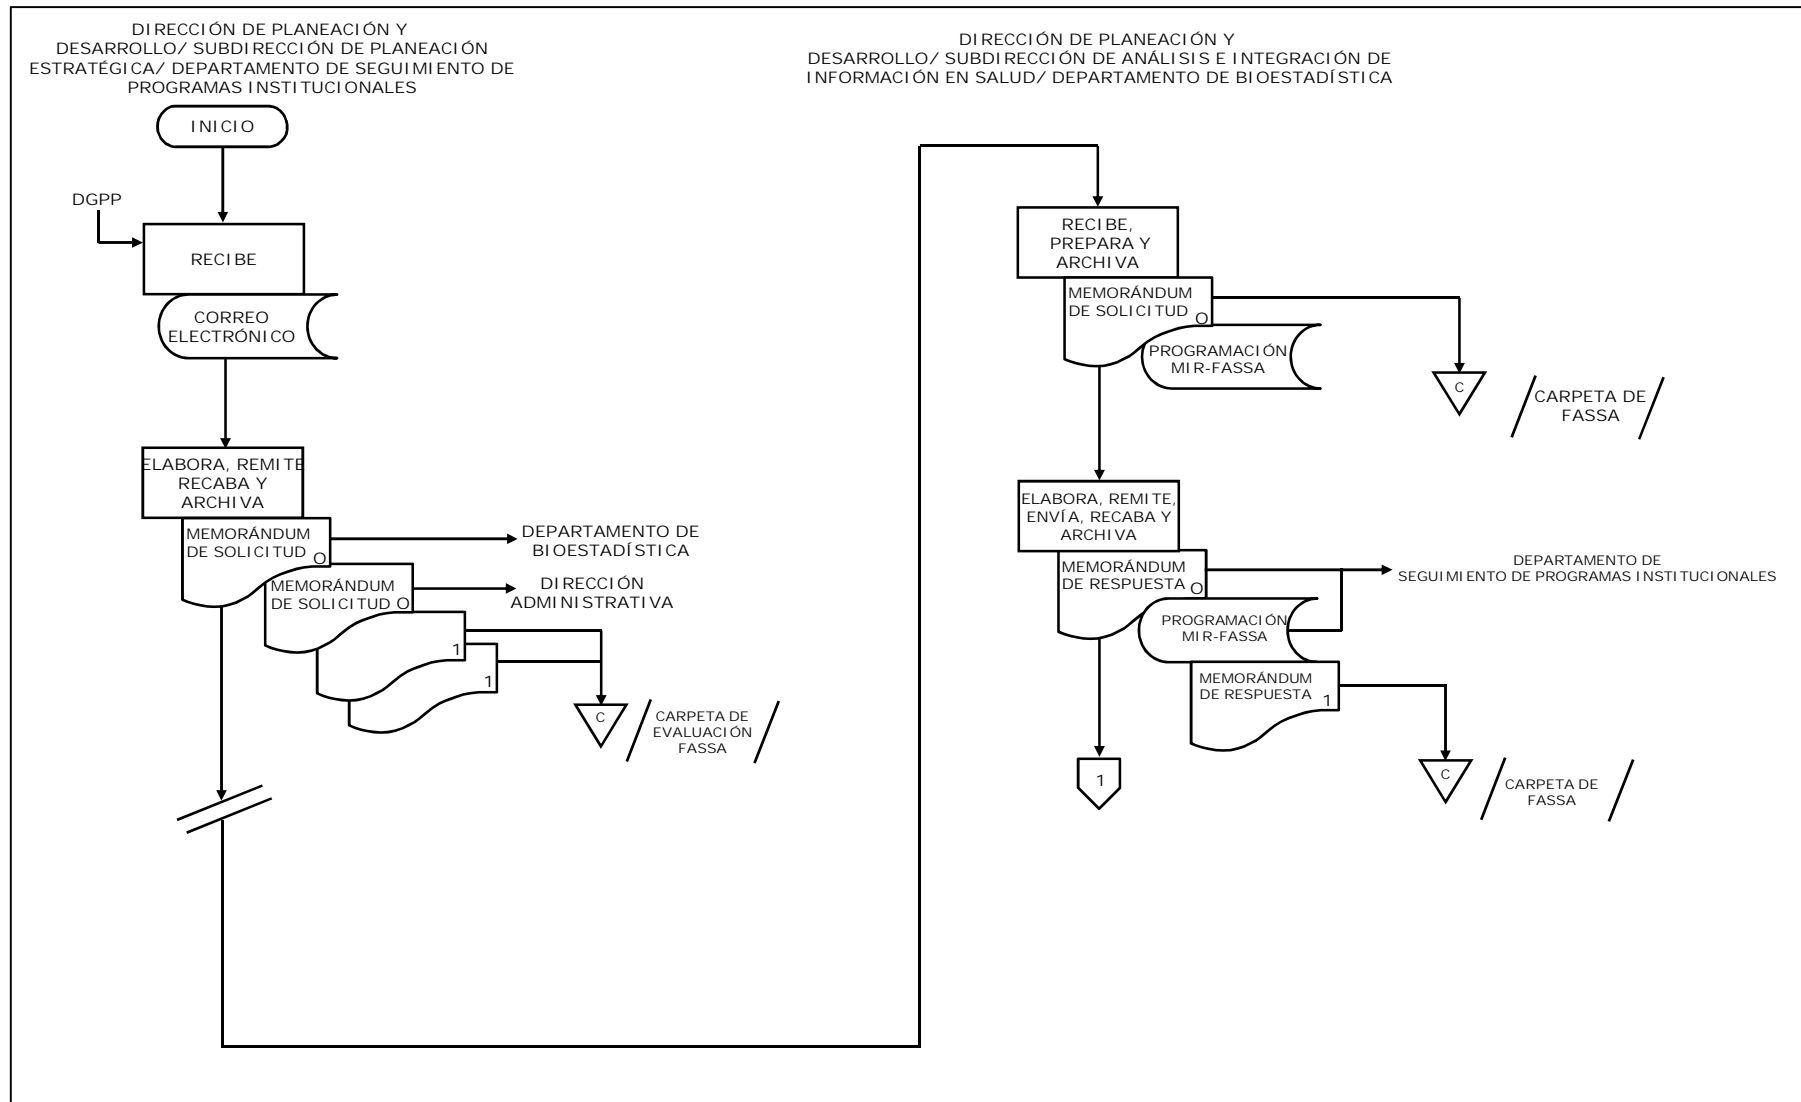 DIRECCIÓN DE PLANEACIÓN Y
DESARROLLO/ SUBDIRECCIÓN DE PLANEACIÓN
ESTRATÉGICA/ DEPARTAMENTO DE SEGUIMIENTO DE
PROGRAMAS INSTITUCIONALES
INICIO
DGPP
RECIBE
CORREO
ELECTRÓNICO
ELABORA, REMITE
RECABA Y
ARCHIVA
MEMORÁNDUM
DE SOLICITUD
O
DEPARTAMENTO DE
BIOESTADÍSTICA
MEMORÁNDUM
DE SOLICITUD
O
DIRECCIÓN
ADMINISTRATIVA
1
1
C
CARPETA DE
EVALUACIÓN
FASSA
DIRECCIÓN DE PLANEACIÓN Y
DESARROLLO/ SUBDIRECCIÓN DE ANÁLISIS E INTEGRACIÓN DE
INFORMACIÓN EN SALUD/ DEPARTAMENTO DE BIOESTADÍSTICA
RECIBE,
PREPARA Y
ARCHIVA
MEMORÁNDUM
DE SOLICITUD
O
PROGRAMACIÓN
MIR-FASSA
C
CARPETA DE
FASSA
ELABORA, REMITE,
ENVÍA, RECABA Y
ARCHIVA
MEMORÁNDUM
DE RESPUESTA
O
DEPARTAMENTO DE
SEGUIMIENTO DE PROGRAMAS INSTITUCIONALES
PROGRAMACIÓN
MIR-FASSA
MEMORÁNDUM
DE RESPUESTA
1
C
CARPETA DE
FASSA
1